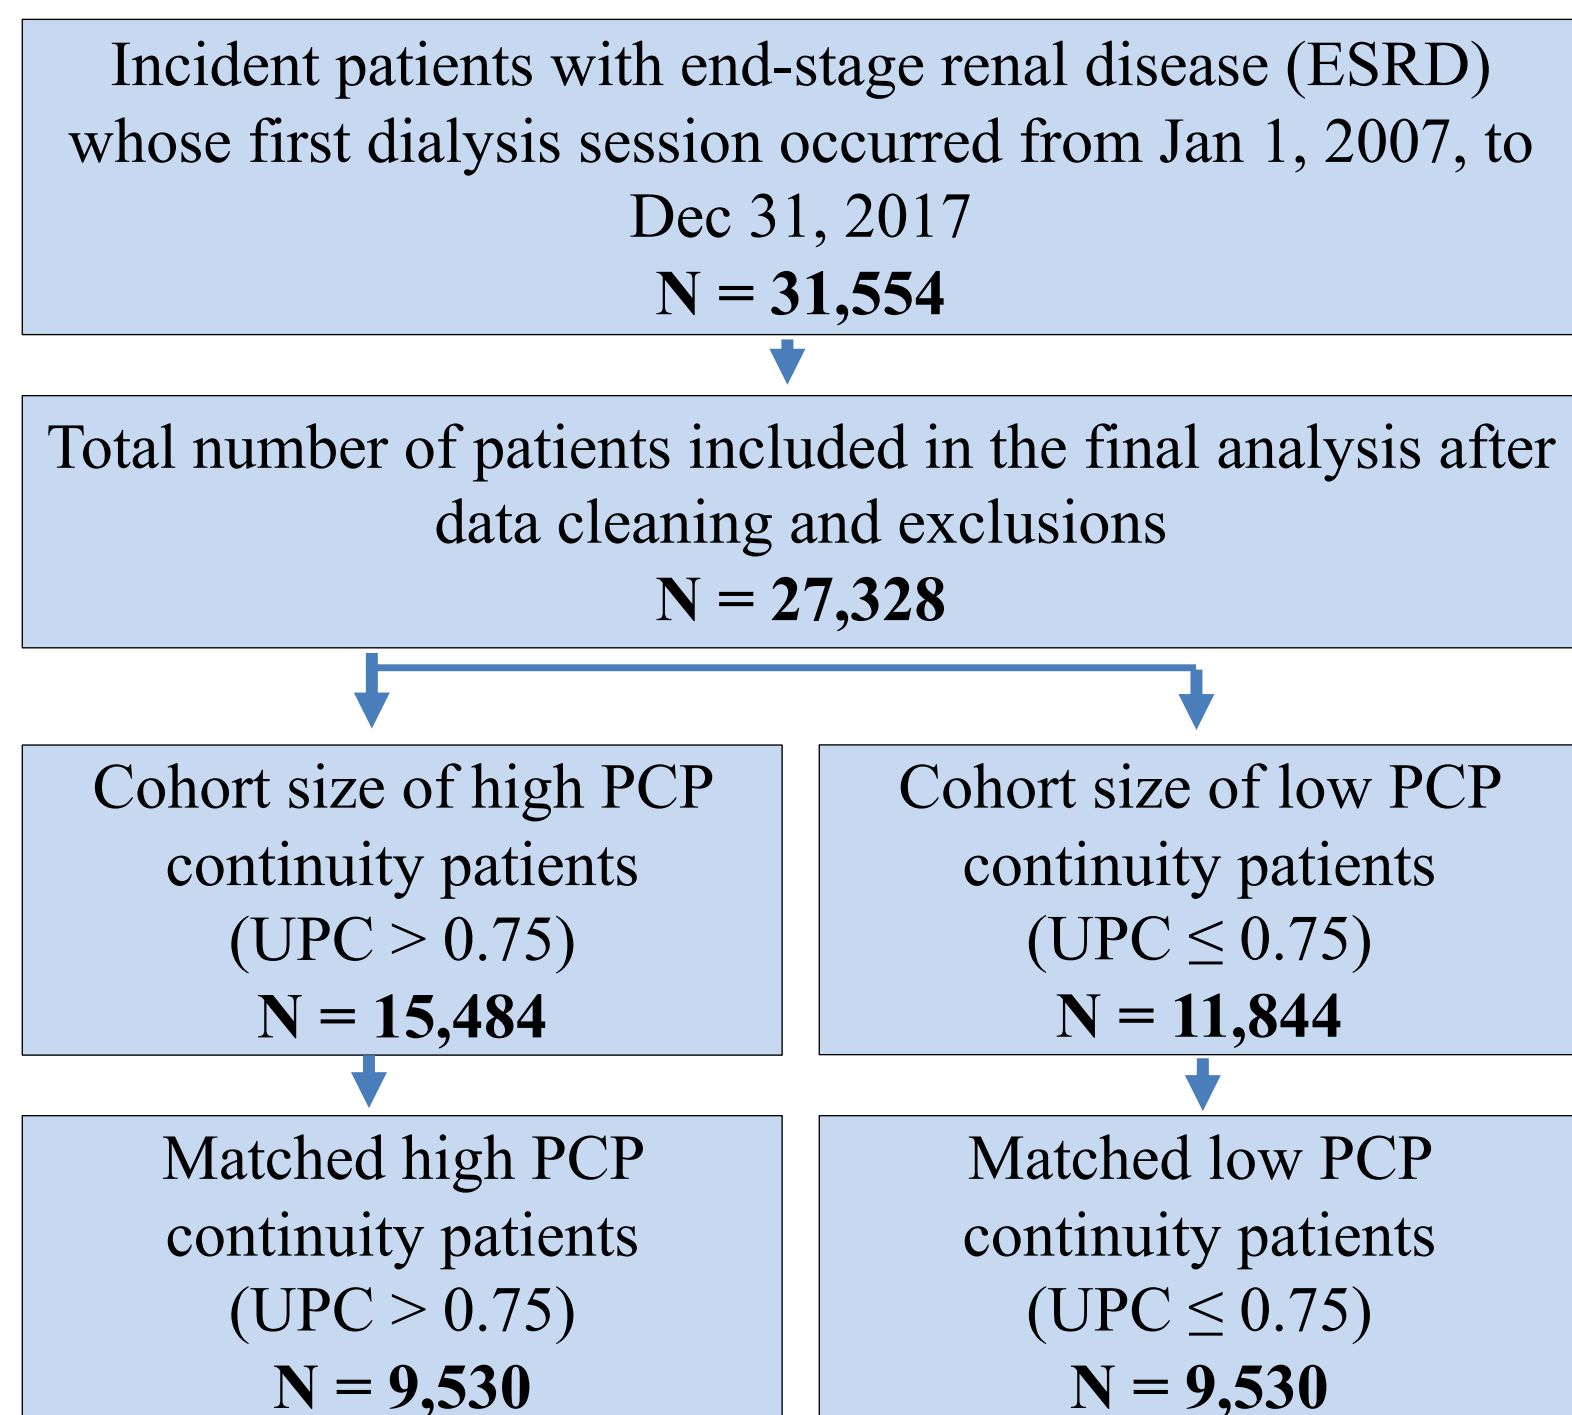 Incident patients with end-stage renal disease (ESRD)
whose first dialysis session occurred from Jan 1, 2007, to
Dec 31, 2017
N = 31,554
Total number of patients included in the final analysis after
data cleaning and exclusions
N = 27,328
Cohort size of high PCP
continuity patients
(UPC > 0.75)
N = 15,484
Cohort size of low PCP
continuity patients
(UPC ≤ 0.75)
N = 11,844
Matched high PCP
continuity patients
(UPC > 0.75)
N = 9,530
Matched low PCP
continuity patients
(UPC ≤ 0.75)
N = 9,530